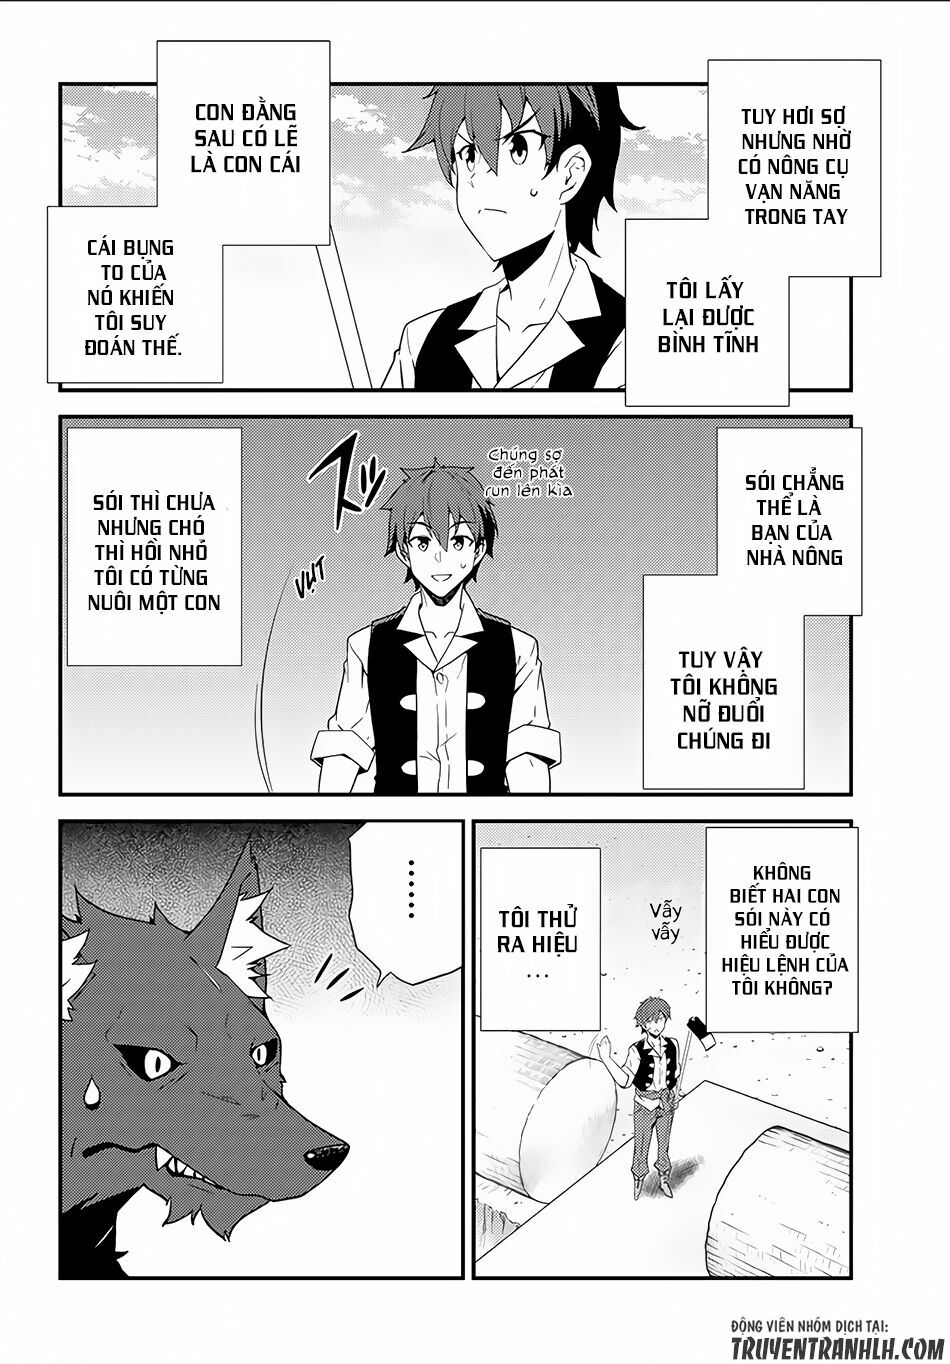 TUY HƠI SỢ
NHƯNG NHỜ
CÓ NÔNG CỤ
VẠN NĂNG
TRONG TAY
TÔI LẤY
LẠI ĐƯỢC
BÌNH TĨNH
CON ĐẰNG
SAU CÓ LẼ
LÀ CON CÁI
CÁI BỤNG
TO CỦA
NÓ KHIẾN
TÔI SUY
ĐOÁN THẾ.
SÓI CHẲNG
THỂ LÀ
BẠN CỦA
NHÀ NÔNG
TUY VẬY
TÔI KHÔNG
NỠ ĐUỔI
CHÚNG ĐI
Chúng sợ
đến phát
run lên kìa
VỤT
SÓI THÌ CHƯA
NHƯNG CHÓ
THÌ HỒI NHỎ
TÔI CÓ TỪNG
NUÔI MỘT CON
KHÔNG
BIẾT HAI CON
SÓI NÀY CÓ
HIỂU ĐƯỢC
HIỆU LỆNH CỦA
TÔI KHÔNG?
Vẫy
vẫy
TÔI THỬ
RA HIỆU
...
......
ĐỘNG VIÊN NHÓM DỊCH TẠI:
TRUYENTRANHLH.COM